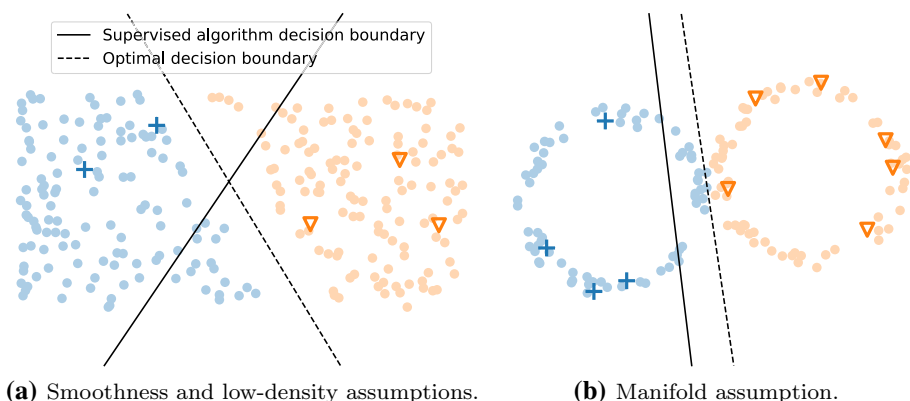 Supervised algorithm decision boundary
Optimal decision boundary
(a) Smoothness and low-density assumptions.
(b) Manifold assumption.